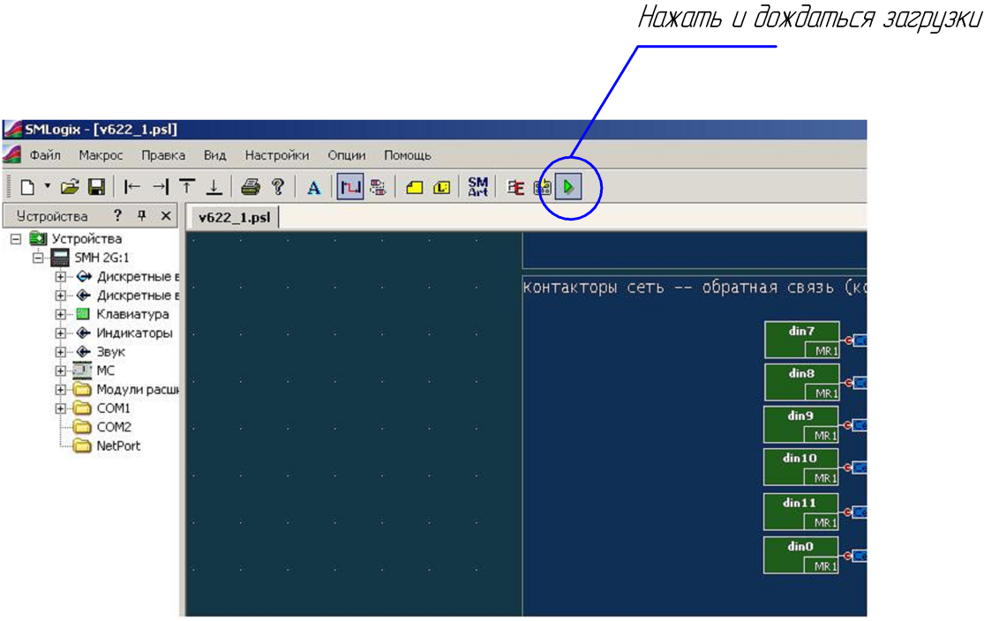 Нажать и дождаться загрузки
SMLogix - [v622_1.psl]
Файл Макрос Правка Вид Настройки Опции Помощь
A L SM Art
Устройства
v622_1.psl
Устройства
SMH 2G:1
Дискретные в
Дискретные в
Клавиатура
Индикаторы
Звук
MC
Модули расши
COM1
COM2
NetPort
Контакторы сеть -- обратная связь (ко
din7
MR1
din8
MR1
din9
MR1
din10
MR1
din11
MR1
din0
MR1